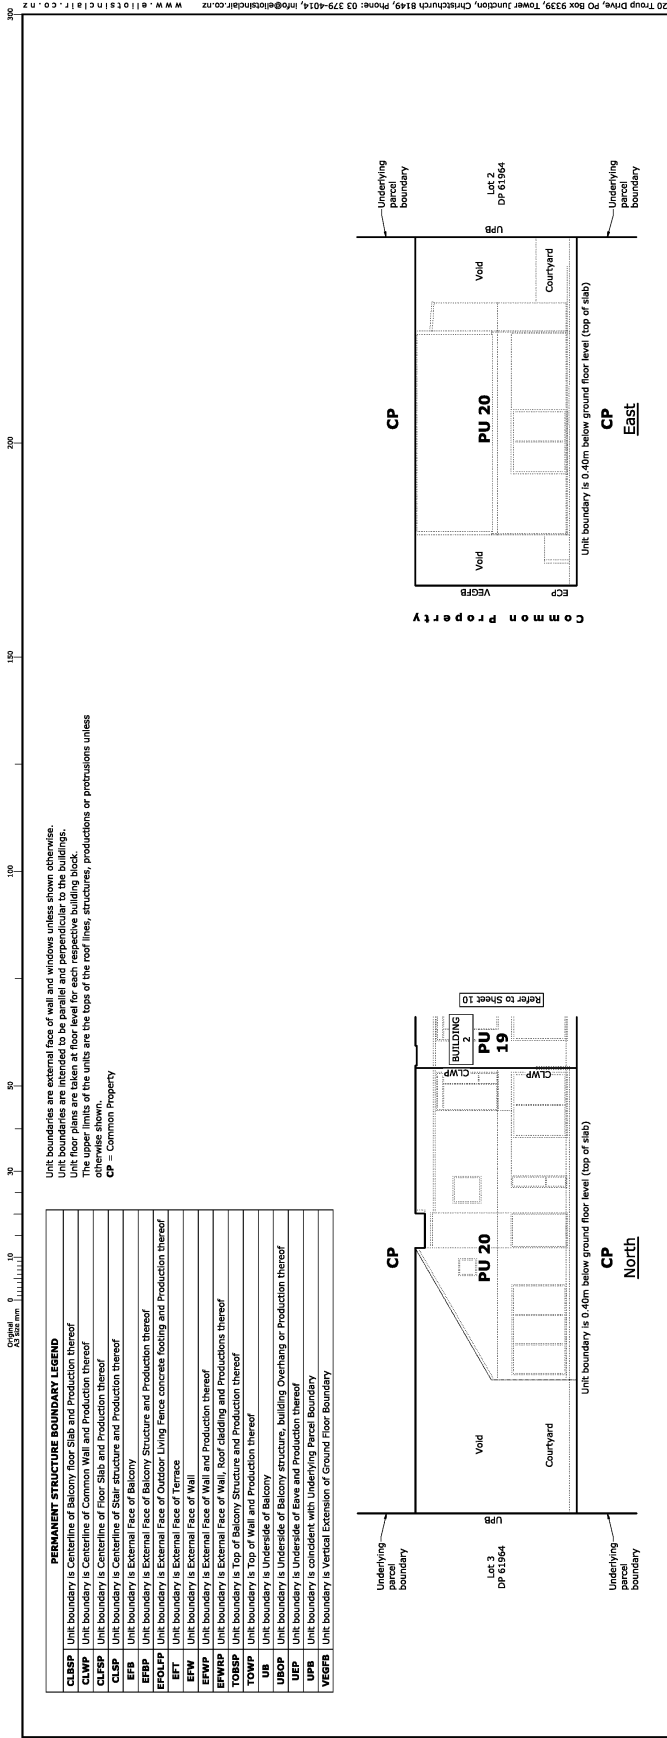 20 Troup Drive, PO Box 9339, Tower Junction, Christchurch 8149, Phone: 03 379-4014, info@eliotsinclair.co.nz
www.eliotsinclair.co.nz
Original
A3 size mm
0
10
30
50
100
150
200
300
PERMANENT STRUCTURE BOUNDARY LEGEND
CLBSP Unit boundary is Centerline of Balcony floor Slab and Production thereof
CLWP Unit boundary is Centerline of Common Wall and Production thereof
CLFSP Unit boundary is Centerline of Floor Slab and Production thereof
CLSP Unit boundary is Centerline of Stair structure and Production thereof
EFB Unit boundary is External Face of Balcony
EFBP Unit boundary is External Face of Balcony Structure and Production thereof
EFOLFP Unit boundary is External Face of Outdoor Living Fence concrete footing and Production thereof
EFT Unit boundary is External Face of Terrace
EFW Unit boundary is External Face of Wall
EFWP Unit boundary is External Face of Wall and Production thereof
EFWRP Unit boundary is External Face of Wall, Roof cladding and Productions thereof
TOBSP Unit boundary is Top of Balcony Structure and Production thereof
TOWP Unit boundary is Top of Wall and Production thereof
UB Unit boundary is Underside of Balcony
UBOP Unit boundary is Underside of Balcony structure, building Overhang or Production thereof
UEP Unit boundary is Underside of Eave and Production thereof
UPB Unit boundary is coincident with Underlying Parcel Boundary
VEGFB Unit boundary is Vertical Extension of Ground Floor Boundary
Unit boundaries are external face of wall and windows unless shown otherwise.
Unit boundaries are intended to be parallel and perpendicular to the buildings.
Unit floor plans are taken at floor level for each respective building block.
The upper limits of the units are the tops of the roof lines, structures, productions or protrusions unless
otherwise shown.
CP = Common Property
Underlying
parcel
boundary
CP
Lot 3
DP 61964
UPB
Void
Courtyard
PU 20
CLWP
CLWP
BUILDING
2
PU
19
Refer to Sheet 10
Unit boundary is 0.40m below ground floor level (top of slab)
Underlying
parcel
boundary
CP
North
Underlying
parcel
boundary
CP
Common Property
VEGFB
ECP
Void
PU 20
Void
Courtyard
UPB
Lot 2
DP 61964
Unit boundary is 0.40m below ground floor level (top of slab)
CP
East
Underlying
parcel
boundary